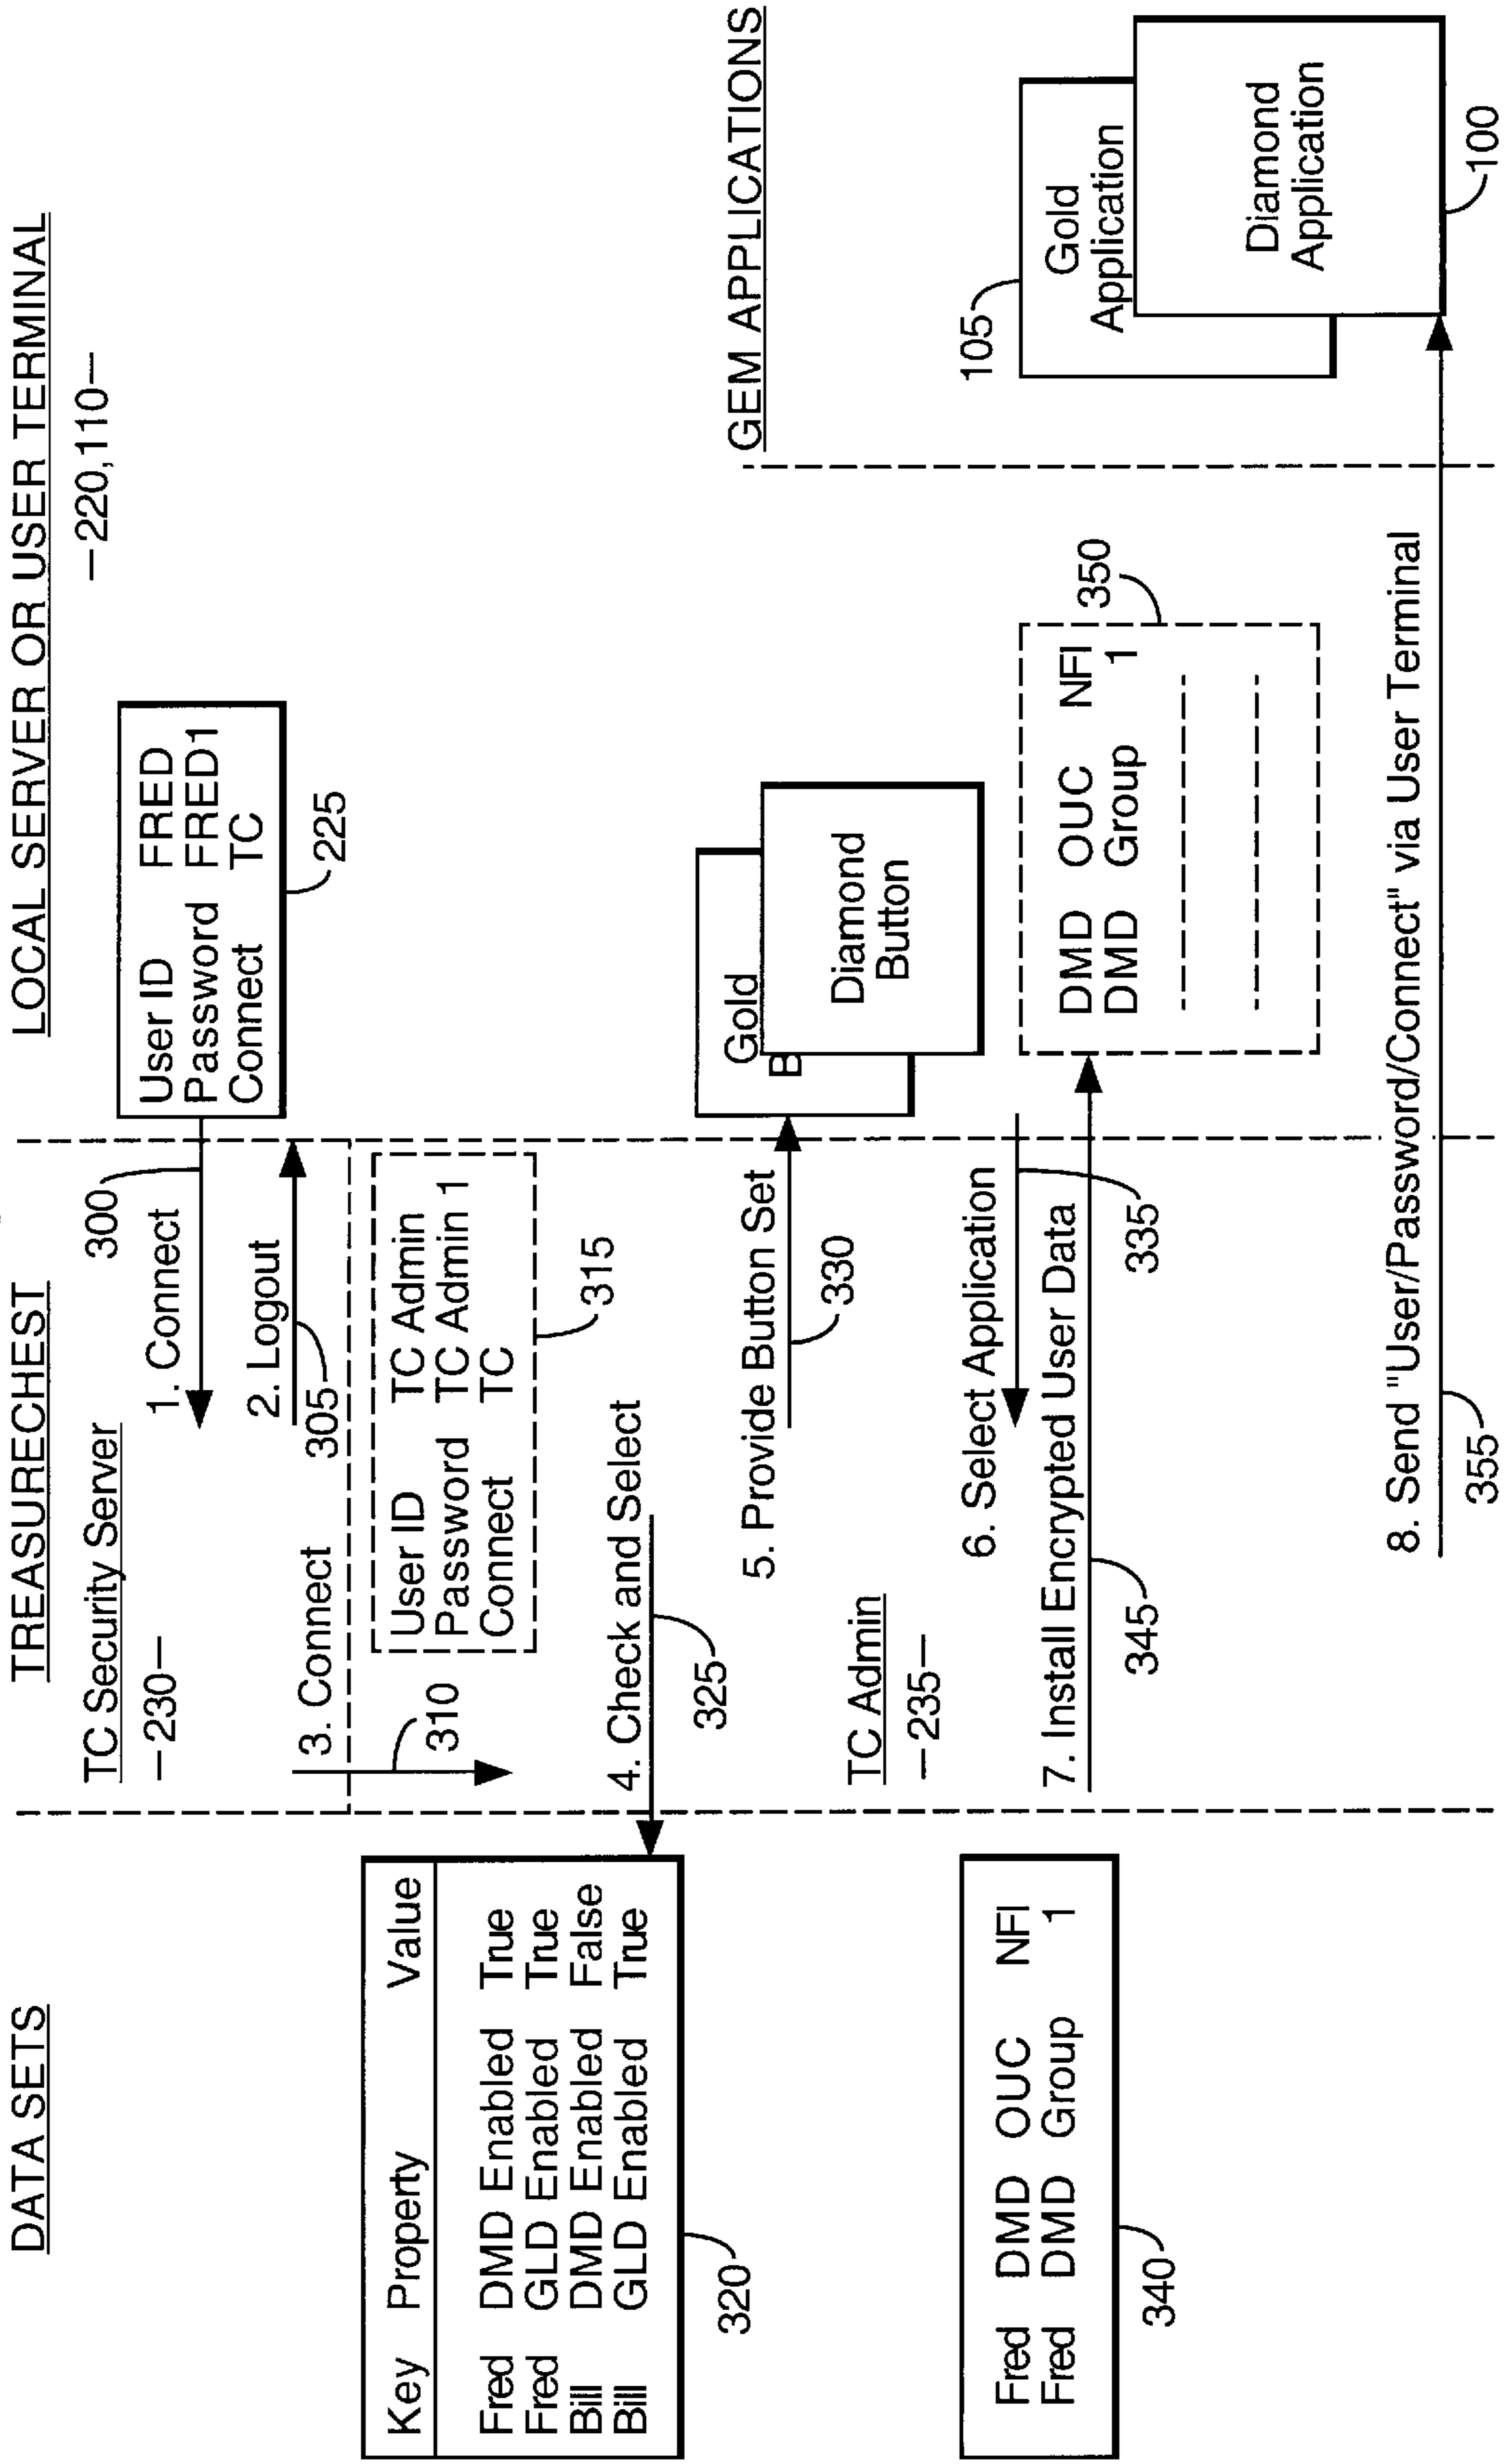 DATA SETS
TREASURECHEST
LOCAL SERVER OR USER TERMINAL
—220,110—
TC Security Server
—230—
300
1. Connect
User ID FRED
Password FRED1
Connect TC
225
2. Logout
305
3. Connect
310
User ID TC Admin
Password TC Admin 1
Connect TC
315
Key Property Value
Fred DMD Enabled True
Fred GLD Enabled True
Bill DMD Enabled False
Bill GLD Enabled True
320
4. Check and Select
325
5. Provide Button Set
330
Gold
B
Diamond
Button
GEM APPLICATIONS
105
Gold
Application
Diamond
Application
100
TC Admin
—235—
6. Select Application
335
7. Install Encrypted User Data
345
Fred DMD OUC NFI
Fred DMD Group 1
340
DMD OUC NFI
DMD Group 1
350
8. Send "User/Password/Connect" via User Terminal
355